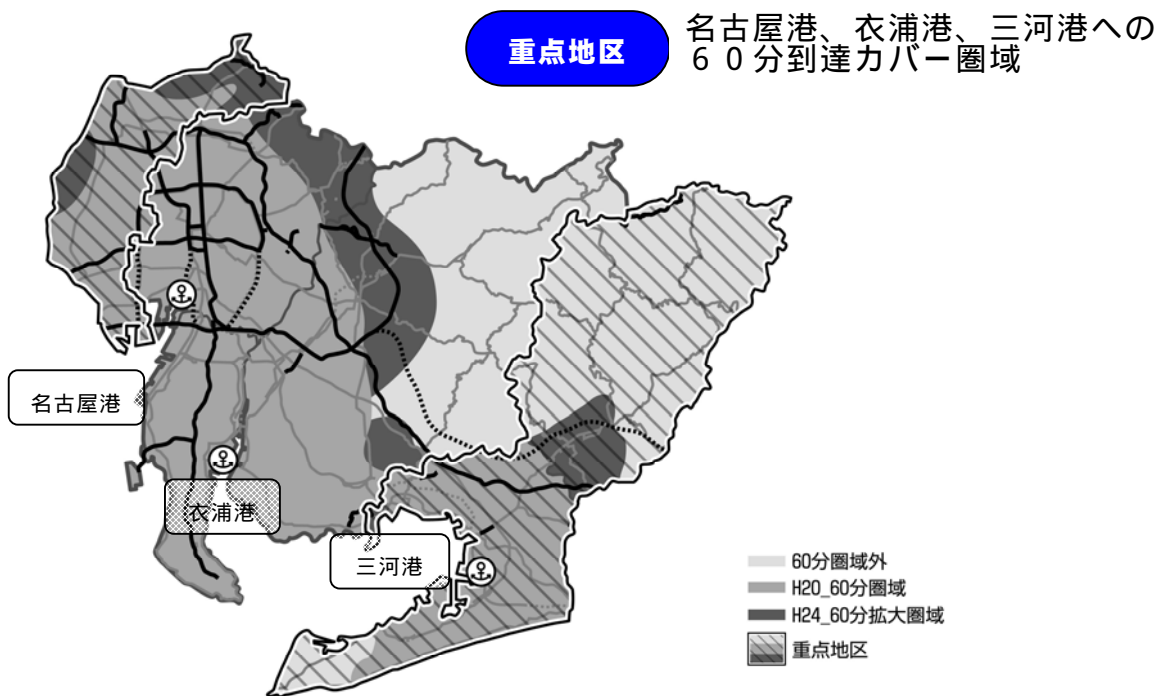 重点地区
名古屋港、衣浦港、三河港への
６０分到達カバー圏域
名古屋港
衣浦港
三河港
60分圏域外
H20_60分圏域
H24_60分拡大圏域
重点地区